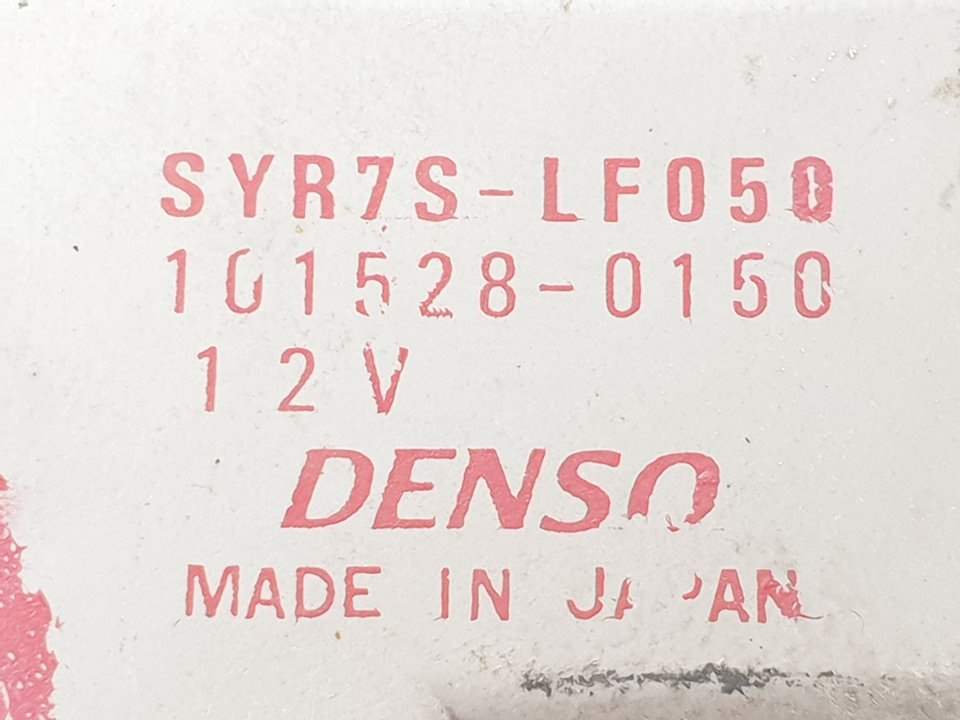 SYR7S-LF050
101528-0150
12V
DENSO
MADE IN JAPAN